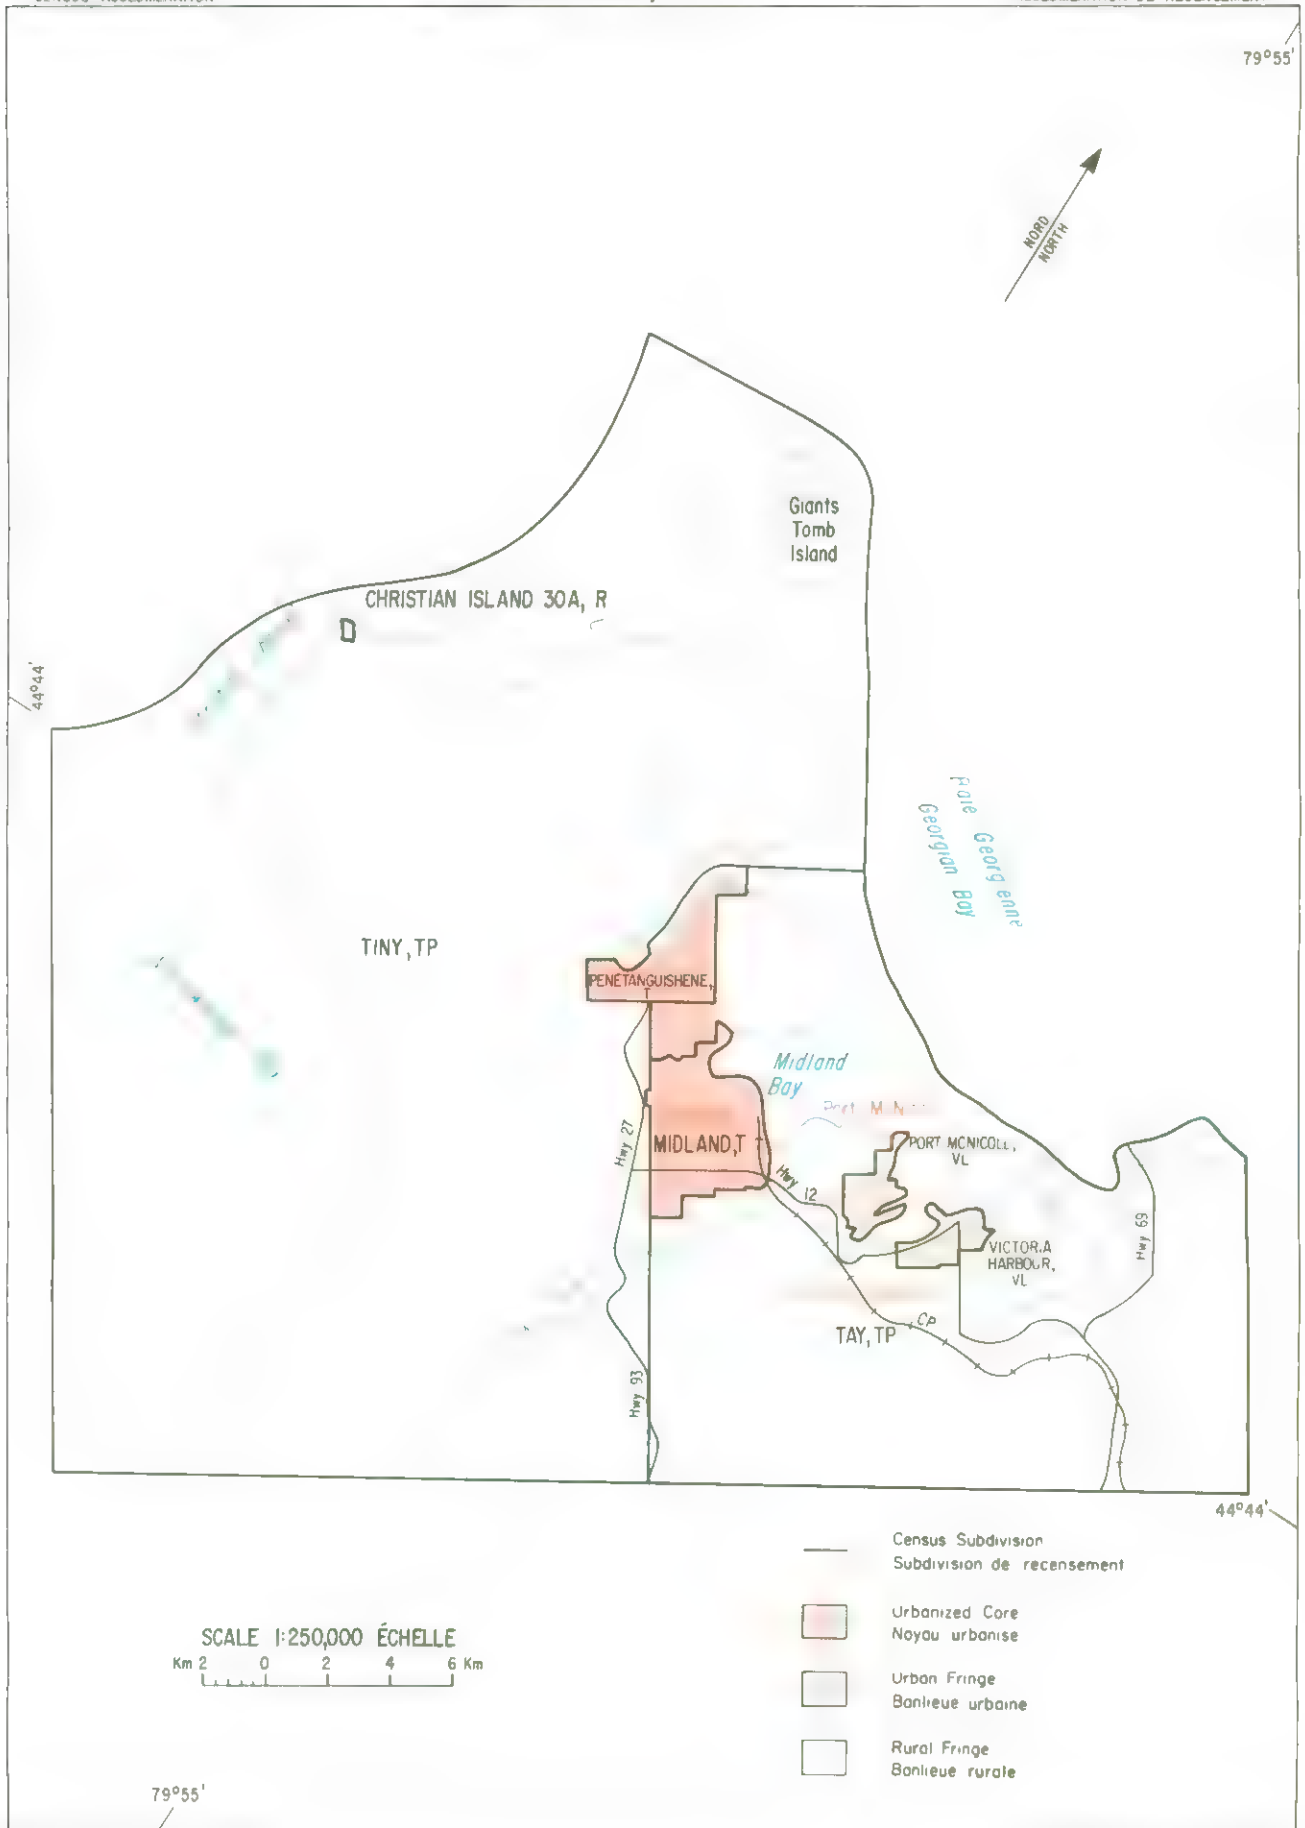 79°55'
NORD
NORTH
Giants
Tomb
Island
CHRISTIAN ISLAND 30A, R
44°44'
Baie Georgienne
Georgian Bay
TINY, TP
PENETANGUISHENE,
T
Midland
Bay
Port M N
PORT MCNICOLL,
VL
Hwy 27
MIDLAND, T
Hwy 12
Hwy 69
VICTORIA
HARBOUR,
VL
TAY, TP
CP
Hwy 93
44°44'
Census Subdivision
Subdivision de recensement
Urbanized Core
Noyau urbanise
SCALE 1:250,000 ÉCHELLE
Km 2 0 2 4 6 Km
Urban Fringe
Banlieue urbaine
Rural Fringe
Banlieue rurale
79°55'